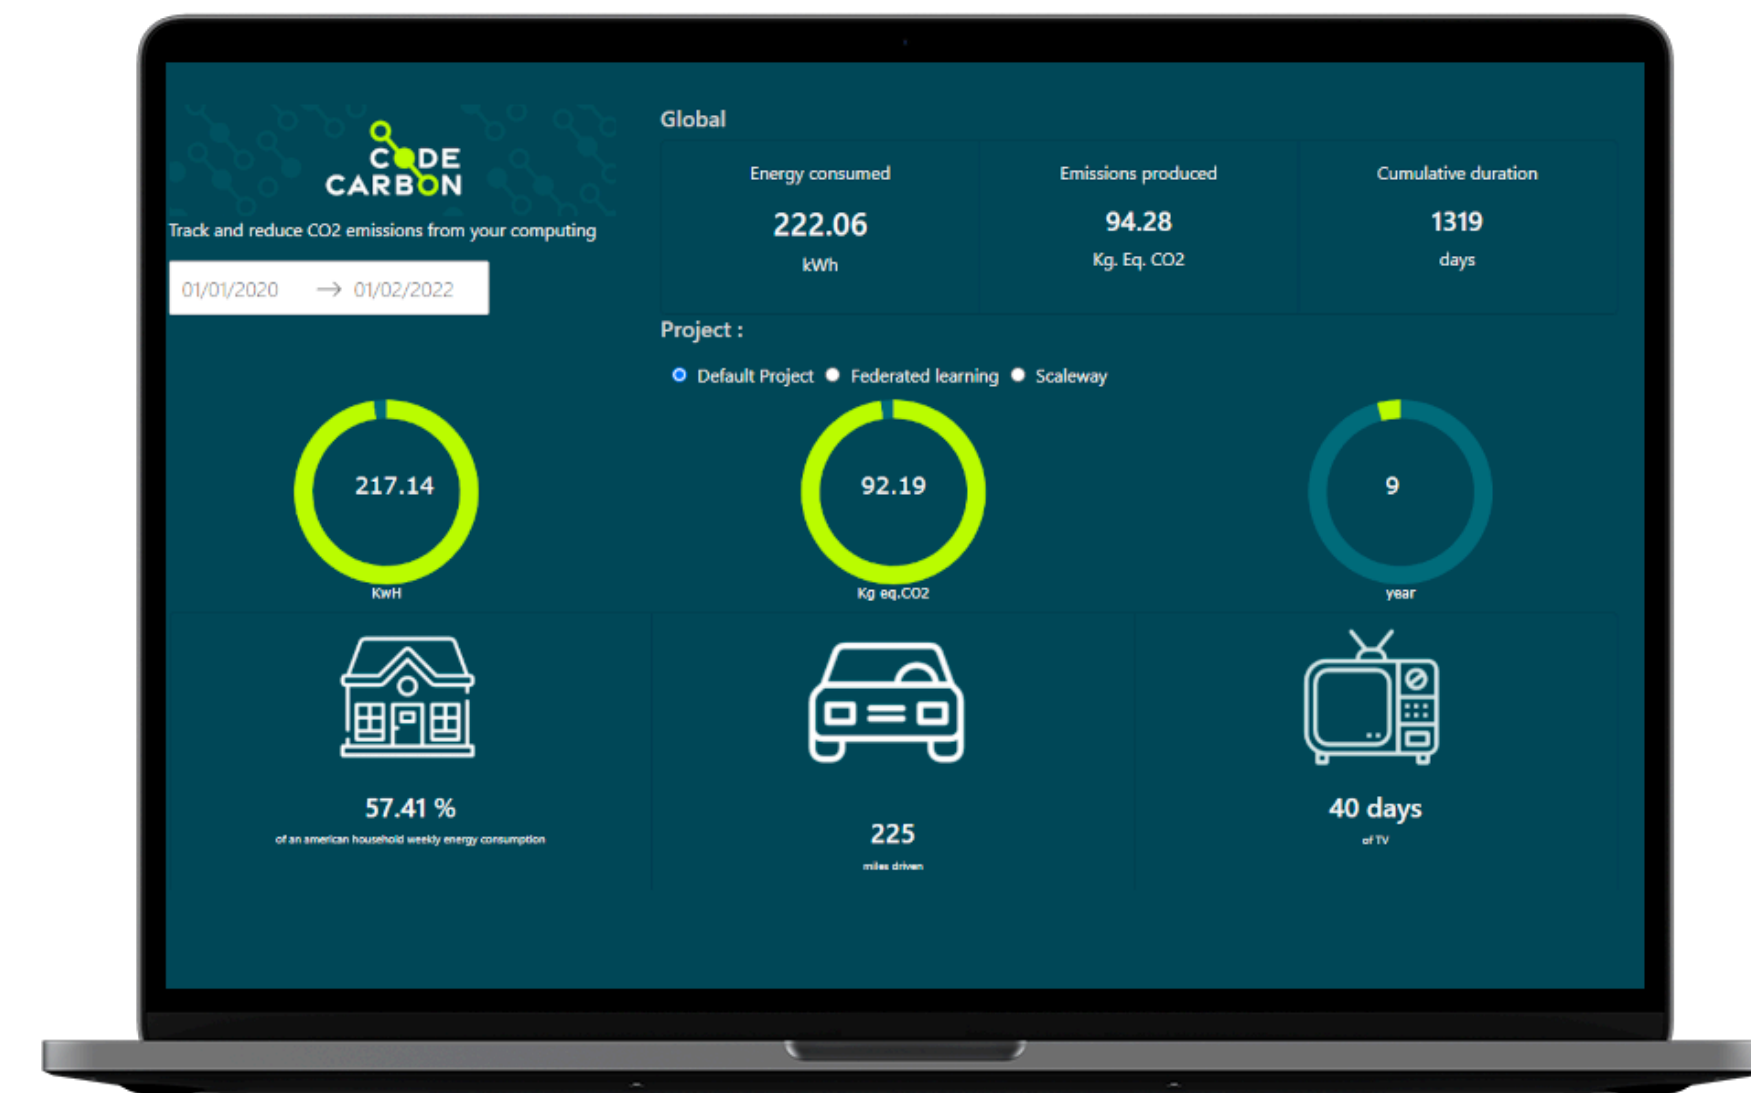 CODE
CARBON
Track and reduce CO2 emissions from your computing
01/01/2020 → 01/02/2022
Global
Energy consumed
222.06
kWh
Emissions produced
94.28
Kg. Eq. CO2
Cumulative duration
1319
days
Project :
Default Project Federated learning Scaleway
217.14
KwH
92.19
Kg eq.CO2
9
year
57.41 %
of an american household weekly energy consumption
225
miles driven
40 days
of TV